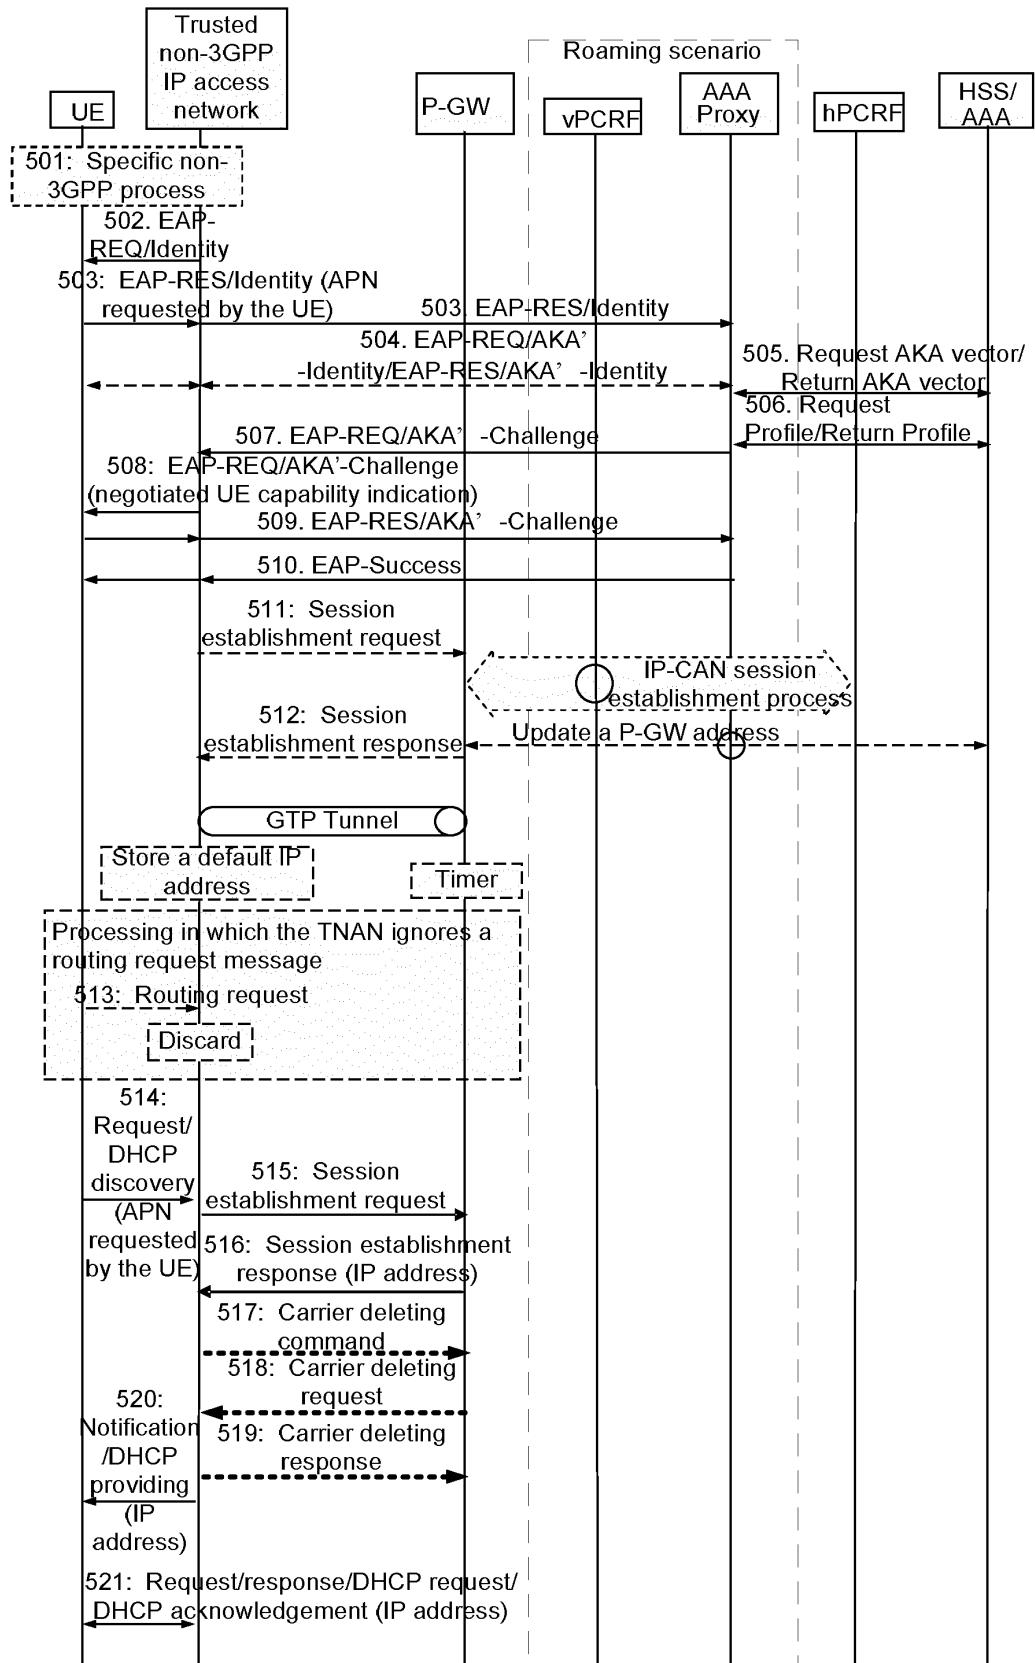 Trusted
non-3GPP
IP access
network
Roaming scenario
UE
P-GW
vPCRF
AAA
Proxy
hPCRF
HSS/
AAA
501: Specific non-
3GPP process
502. EAP-
REQ/Identity
503: EAP-RES/Identity (APN
requested by the UE)
503. EAP-RES/Identity
504. EAP-REQ/AKA’
-Identity/EAP-RES/AKA’ -Identity
505. Request AKA vector/
Return AKA vector
506. Request
Profile/Return Profile
507. EAP-REQ/AKA’ -Challenge
508: EAP-REQ/AKA’-Challenge
(negotiated UE capability indication)
509. EAP-RES/AKA’ -Challenge
510. EAP-Success
511: Session
establishment request
IP-CAN session
establishment process
512: Session
establishment response
Update a P-GW address
GTP Tunnel
Store a default IP
address
Timer
Processing in which the TNAN ignores a
routing request message
513: Routing request
Discard
514:
Request/
DHCP
discovery
(APN
requested
by the UE)
515: Session
establishment request
516: Session establishment
response (IP address)
517: Carrier deleting
command
518: Carrier deleting
request
519: Carrier deleting
response
520:
Notification
/DHCP
providing
(IP
address)
521: Request/response/DHCP request/
DHCP acknowledgement (IP address)